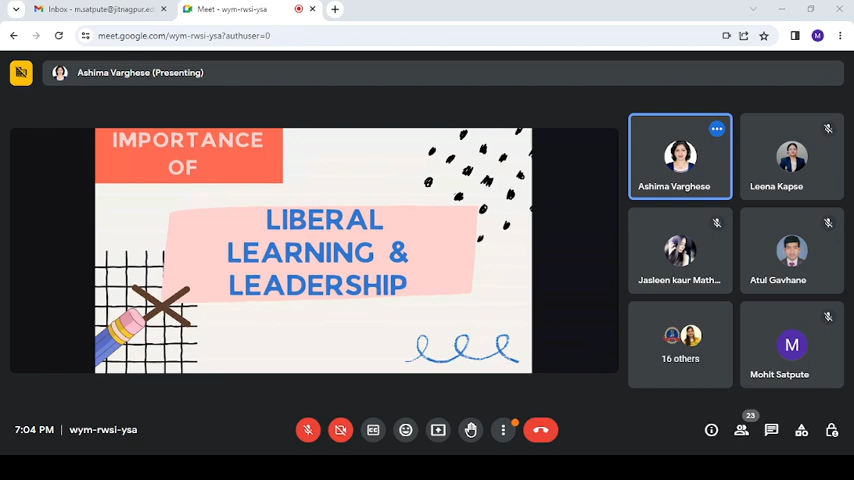 Inbox - m.satpute@jitnagpur.ed
Meet - wym-rwsi-ysa
meet.google.com/wym-rwsi-ysa?authuser=0
M
Ashima Varghese (Presenting)
IMPORTANCE
OF
LIBERAL
LEARNING &
LEADERSHIP
Ashima Varghese
Leena Kapse
Jasleen kaur Math...
Atul Gavhane
16 others
M
Mohit Satpute
7:04 PM | wym-rwsi-ysa
23